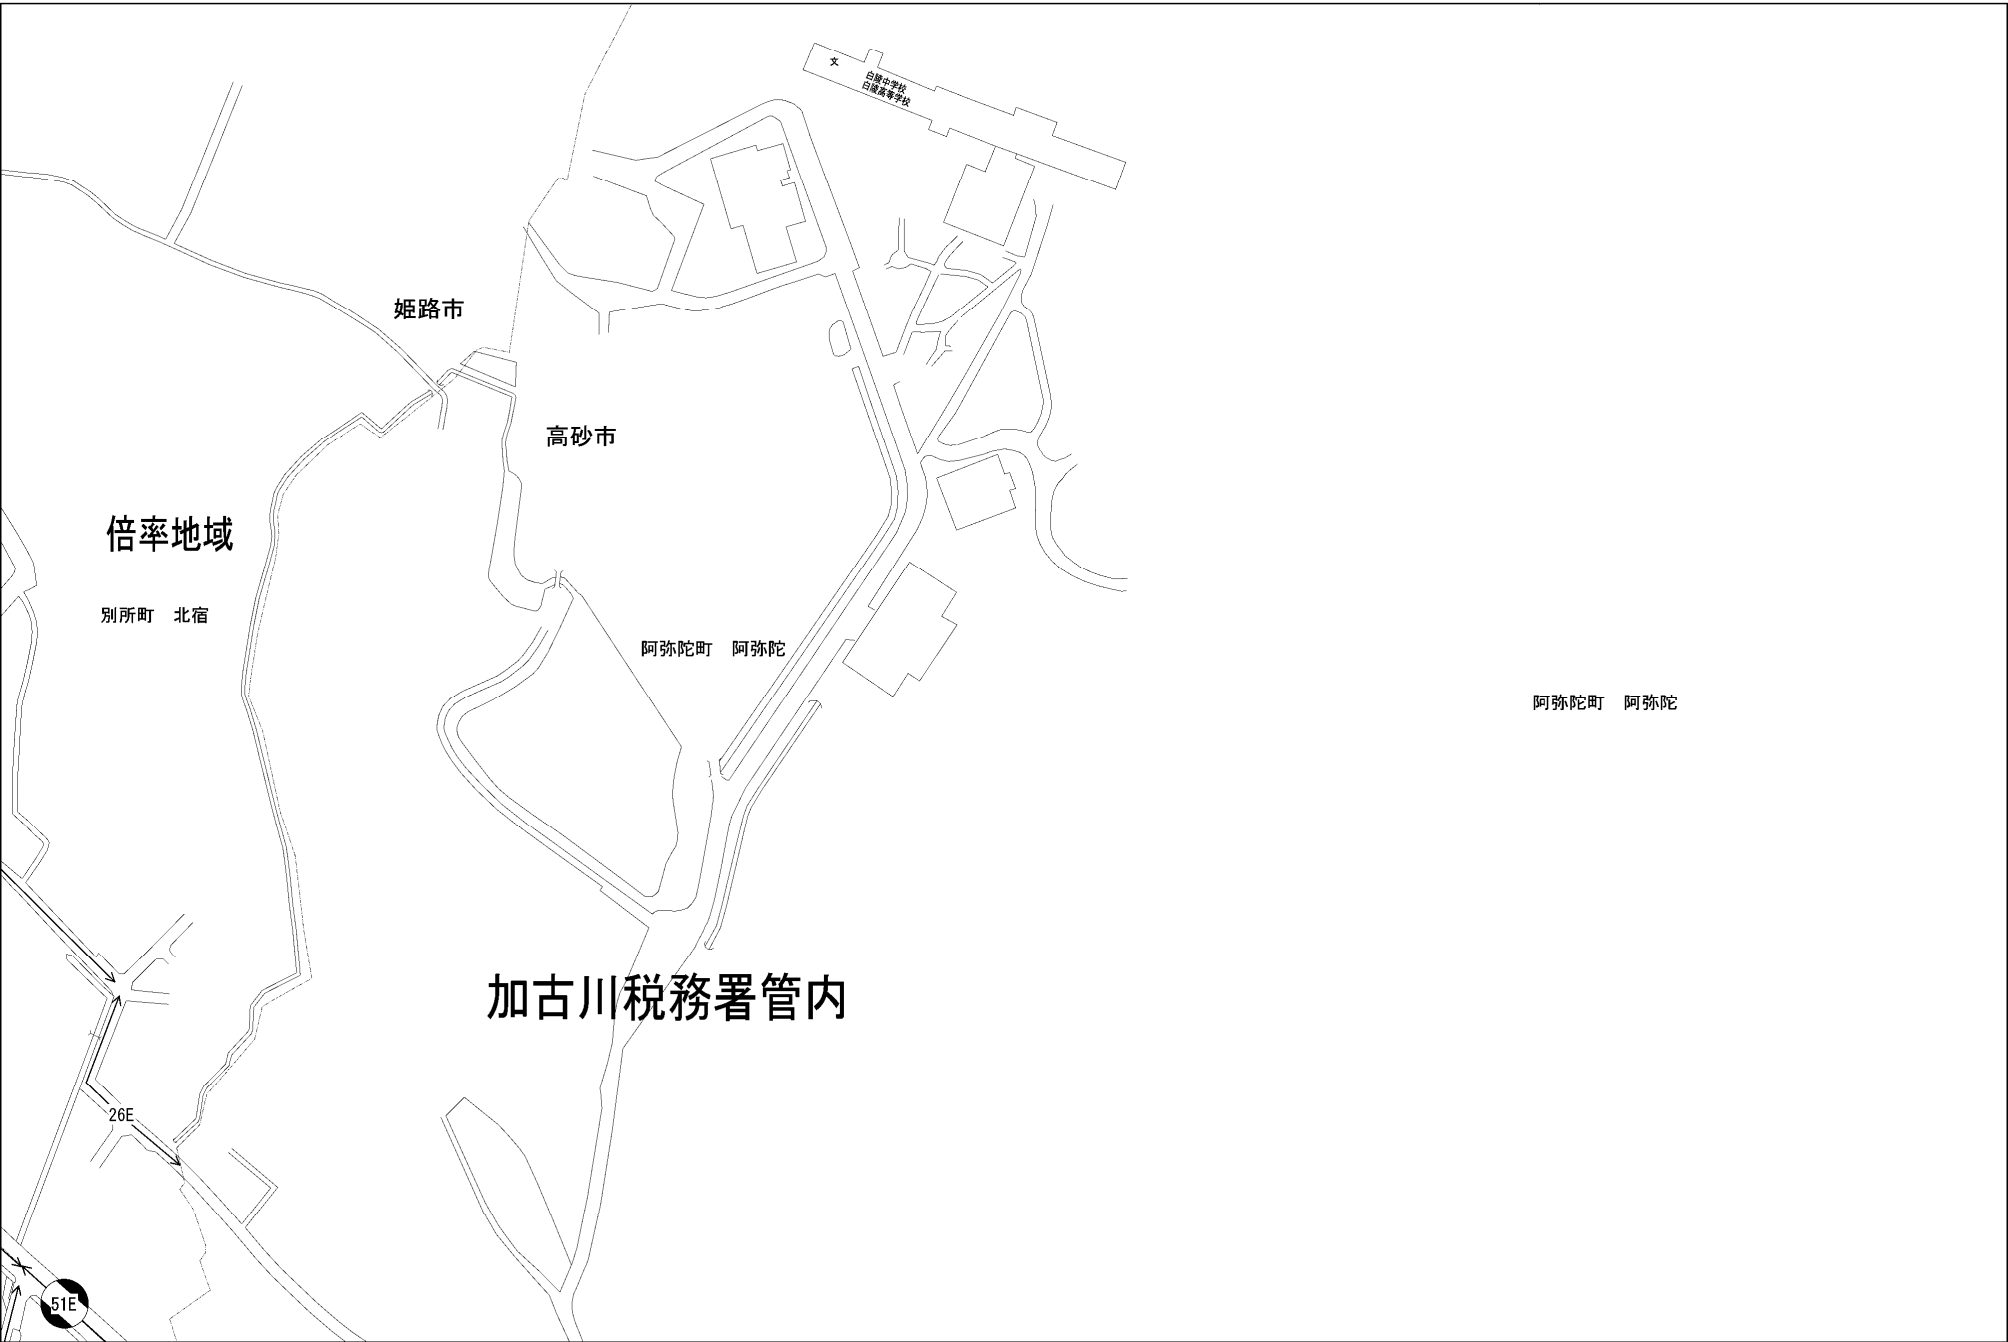 文
白陵中学校
白陵高等学校
姫路市
高砂市
倍率地域
別所町　北宿
阿弥陀町　阿弥陀
阿弥陀町　阿弥陀
加古川税務署管内
26E
51E